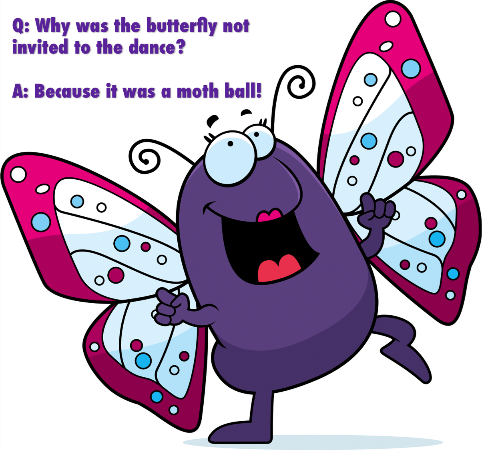 Q: Why was the butterfly not
invited to the dance?
A: Because it was a moth ball!